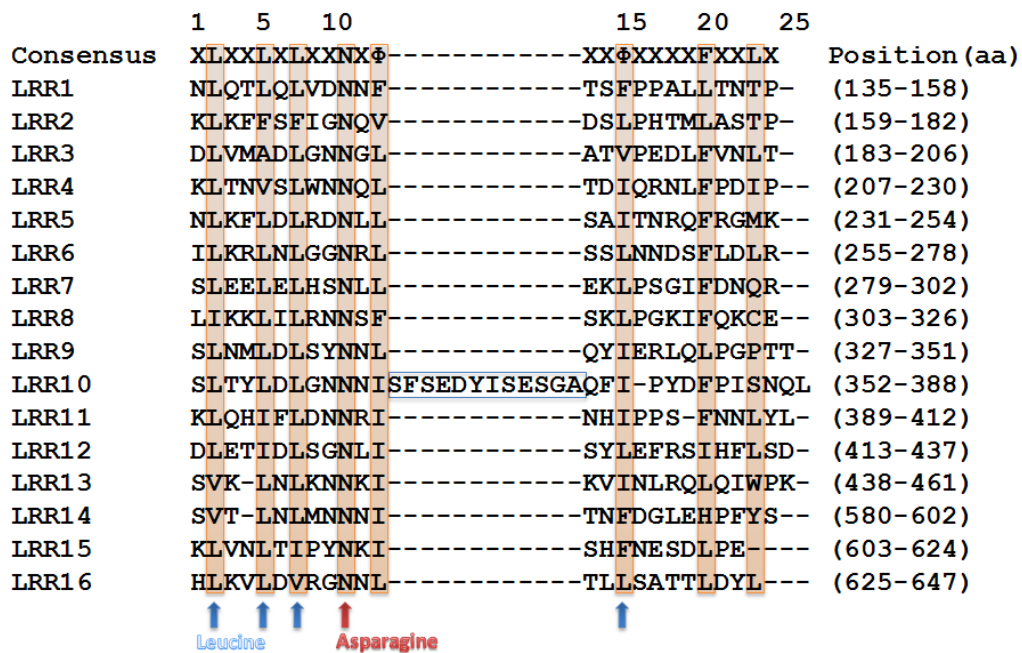 1 5 10 15 20 25
Consensus XLXXLXLXXNXΦ------------XXΦXXXXFXXLX Position(aa)
LRR1 NLQTLQLVDNNF------------TSFPPALLTNTP- (135-158)
LRR2 KLKFFSFIGNQV------------DSLPHTMLASTP- (159-182)
LRR3 DLVMADLGNNGL------------ATVPEDLFVNLT- (183-206)
LRR4 KLTNVSLWNNQL------------TDIQRNLFPDIP-- (207-230)
LRR5 NLKFLDLRDNLL------------SAITNRQFRGMK-- (231-254)
LRR6 ILKRLNLGGNRL------------SSLNNDSFLDLR-- (255-278)
LRR7 SLEELELHSNLL------------EKLPSGIFDNQR-- (279-302)
LRR8 LIKKLILRNNSF------------SKLPGKIFQKCE-- (303-326)
LRR9 SLNMLDLSYNNL------------QYIERLQLPGPTT- (327-351)
LRR10 SLTYLDLGNNNISFSEDYISESGAQFI-PYDFPISNQL (352-388)
LRR11 KLQHIFLDNNRI------------NHIPPS-FNNLYL- (389-412)
LRR12 DLETIDLSGNLI------------SYLEFRSIHFLSD- (413-437)
LRR13 SVK-LNLKNNKI------------KVINLRQLQIWPK- (438-461)
LRR14 SVT-LNLMNNNI------------TNFDGLEHPFYS-- (580-602)
LRR15 KLVNLTIPYNKI------------SHFNESDLPE---- (603-624)
LRR16 HLKVLDVRGNNL------------TLLSATTLDYL--- (625-647)
Leucine Asparagine